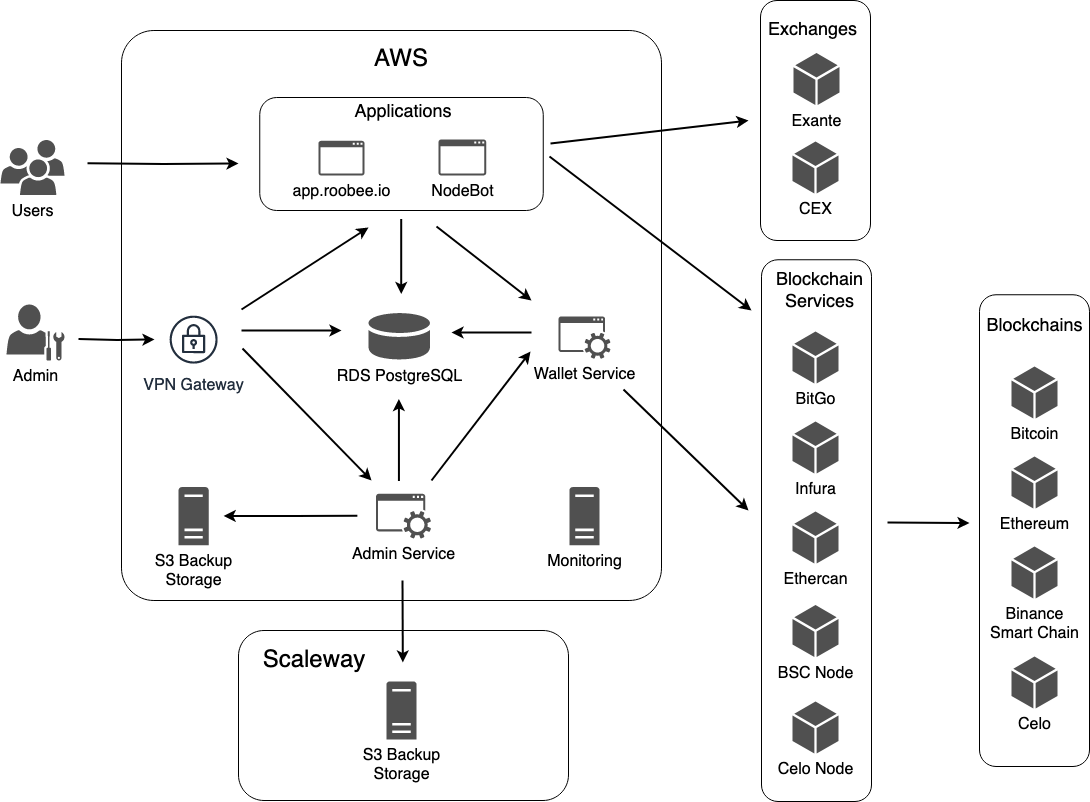 AWS
Applications
app.roobee.io
NodeBot
Users
Admin
VPN Gateway
RDS PostgreSQL
Wallet Service
S3 Backup
Storage
Admin Service
Monitoring
Scaleway
S3 Backup
Storage
Exchanges
Exante
CEX
Blockchain
Services
BitGo
Infura
Ethercan
BSC Node
Celo Node
Blockchains
Bitcoin
Ethereum
Binance
Smart Chain
Celo